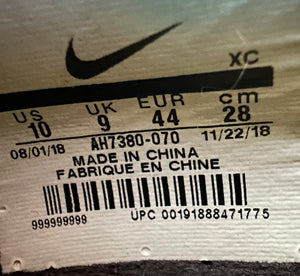 XC
US UK EUR cm
10 9 44 28
08/01/18 AH7380-070 11/22/18
MADE IN CHINA
FABRIQUE EN CHINE
999999999 UPC 00191888471775